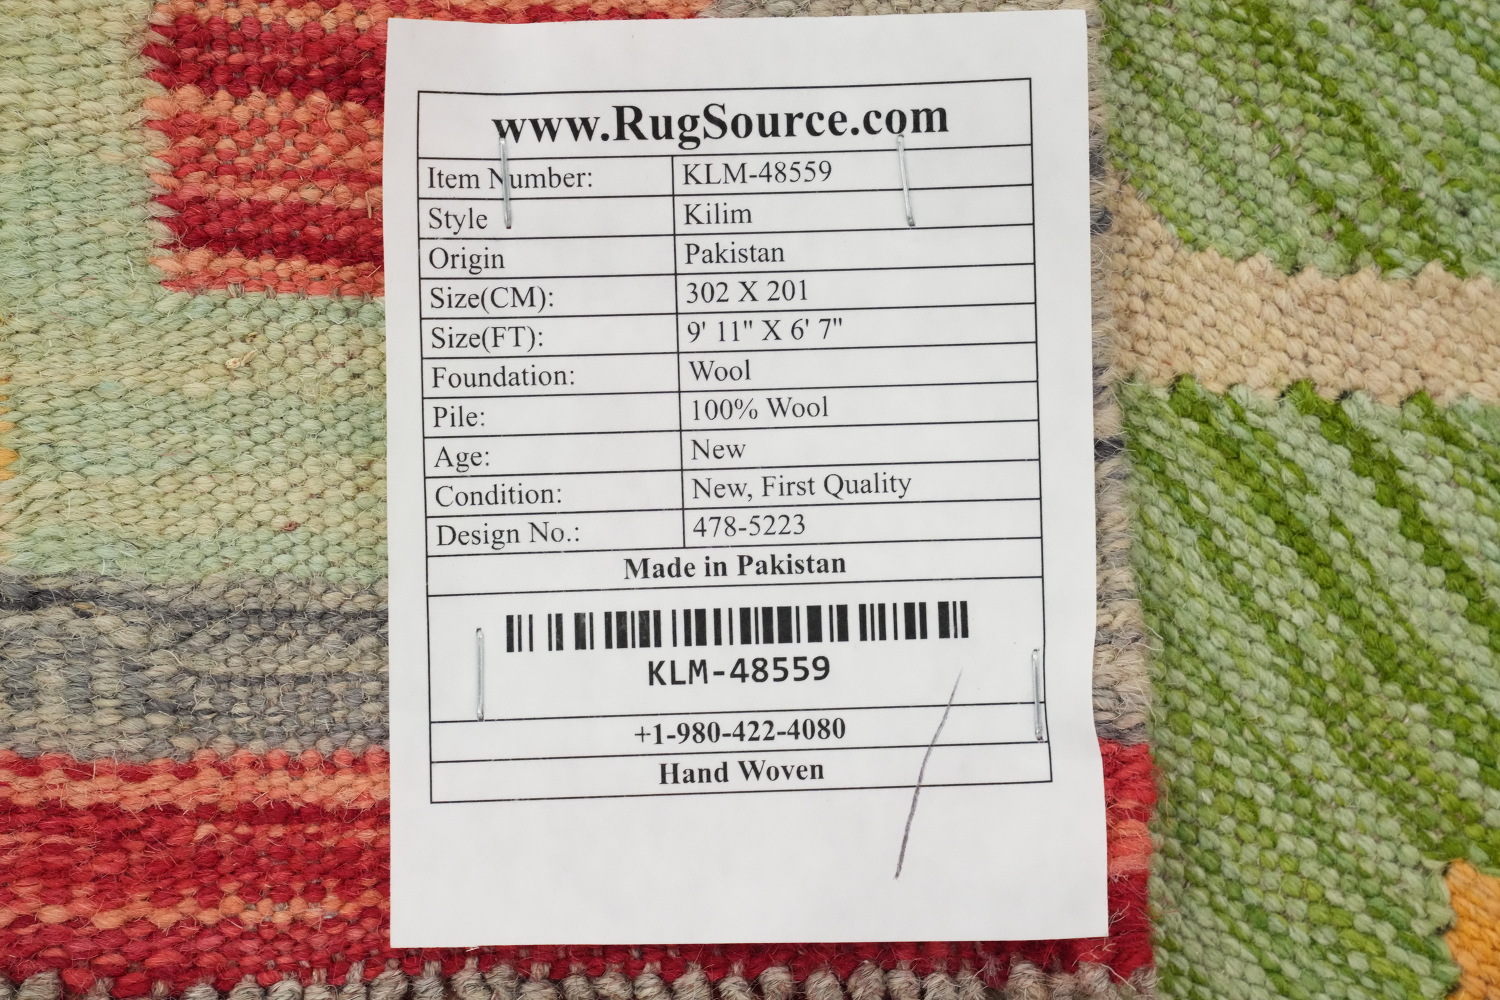 www.RugSource.com
Item Number: KLM-48559
Style Kilim
Origin Pakistan
Size(CM): 302 X 201
Size(FT): 9' 11" X 6' 7"
Foundation: Wool
Pile: 100% Wool
Age: New
Condition: New, First Quality
Design No.: 478-5223
Made in Pakistan
KLM-48559
+1-980-422-4080
Hand Woven